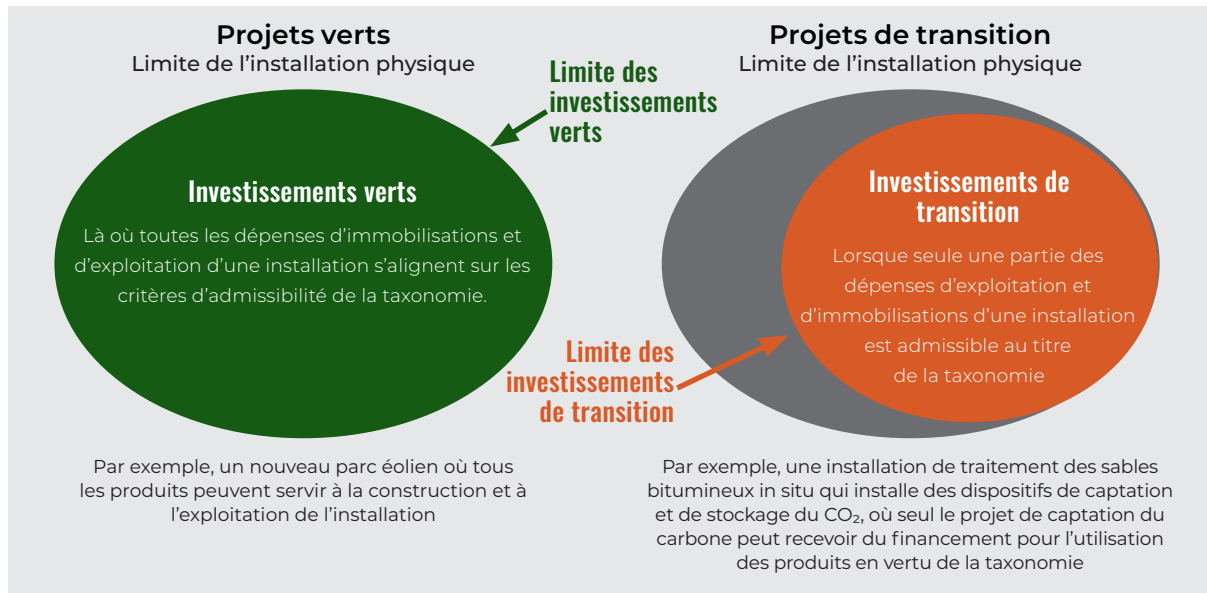 Projets verts
Limite de l'installation physique
Limite des
investissements
verts
Investissements verts
Là où toutes les dépenses d'immobilisations et
d'exploitation d'une installation s'alignent sur les
critères d'admissibilité de la taxonomie.
Par exemple, un nouveau parc éolien où tous
les produits peuvent servir à la construction et à
l'exploitation de l'installation
Projets de transition
Limite de l'installation physique
Investissements de
transition
Lorsque seule une partie des
dépenses d'exploitation et
d'immobilisations d'une installation
est admissible au titre
de la taxonomie
Limite des
investissements
de transition
Par exemple, une installation de traitement des sables
bitumineux in situ qui installe des dispositifs de captation
et de stockage du CO₂, où seul le projet de captation du
carbone peut recevoir du financement pour l'utilisation
des produits en vertu de la taxonomie